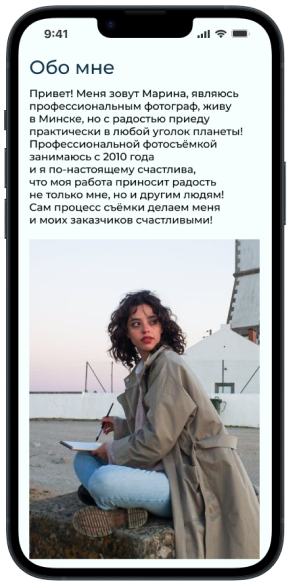 9:41
Обо мне
Привет! Меня зовут Марина, являюсь
профессиональным фотограф, живу
в Минске, но с радостью приеду
практически в любой уголок планеты!
Профессиональной фотосъёмкой
занимаюсь с 2010 года
и я по-настоящему счастлива,
что моя работа приносит радость
не только мне, но и другим людям!
Сам процесс съёмки делаем меня
и моих заказчиков счастливыми!